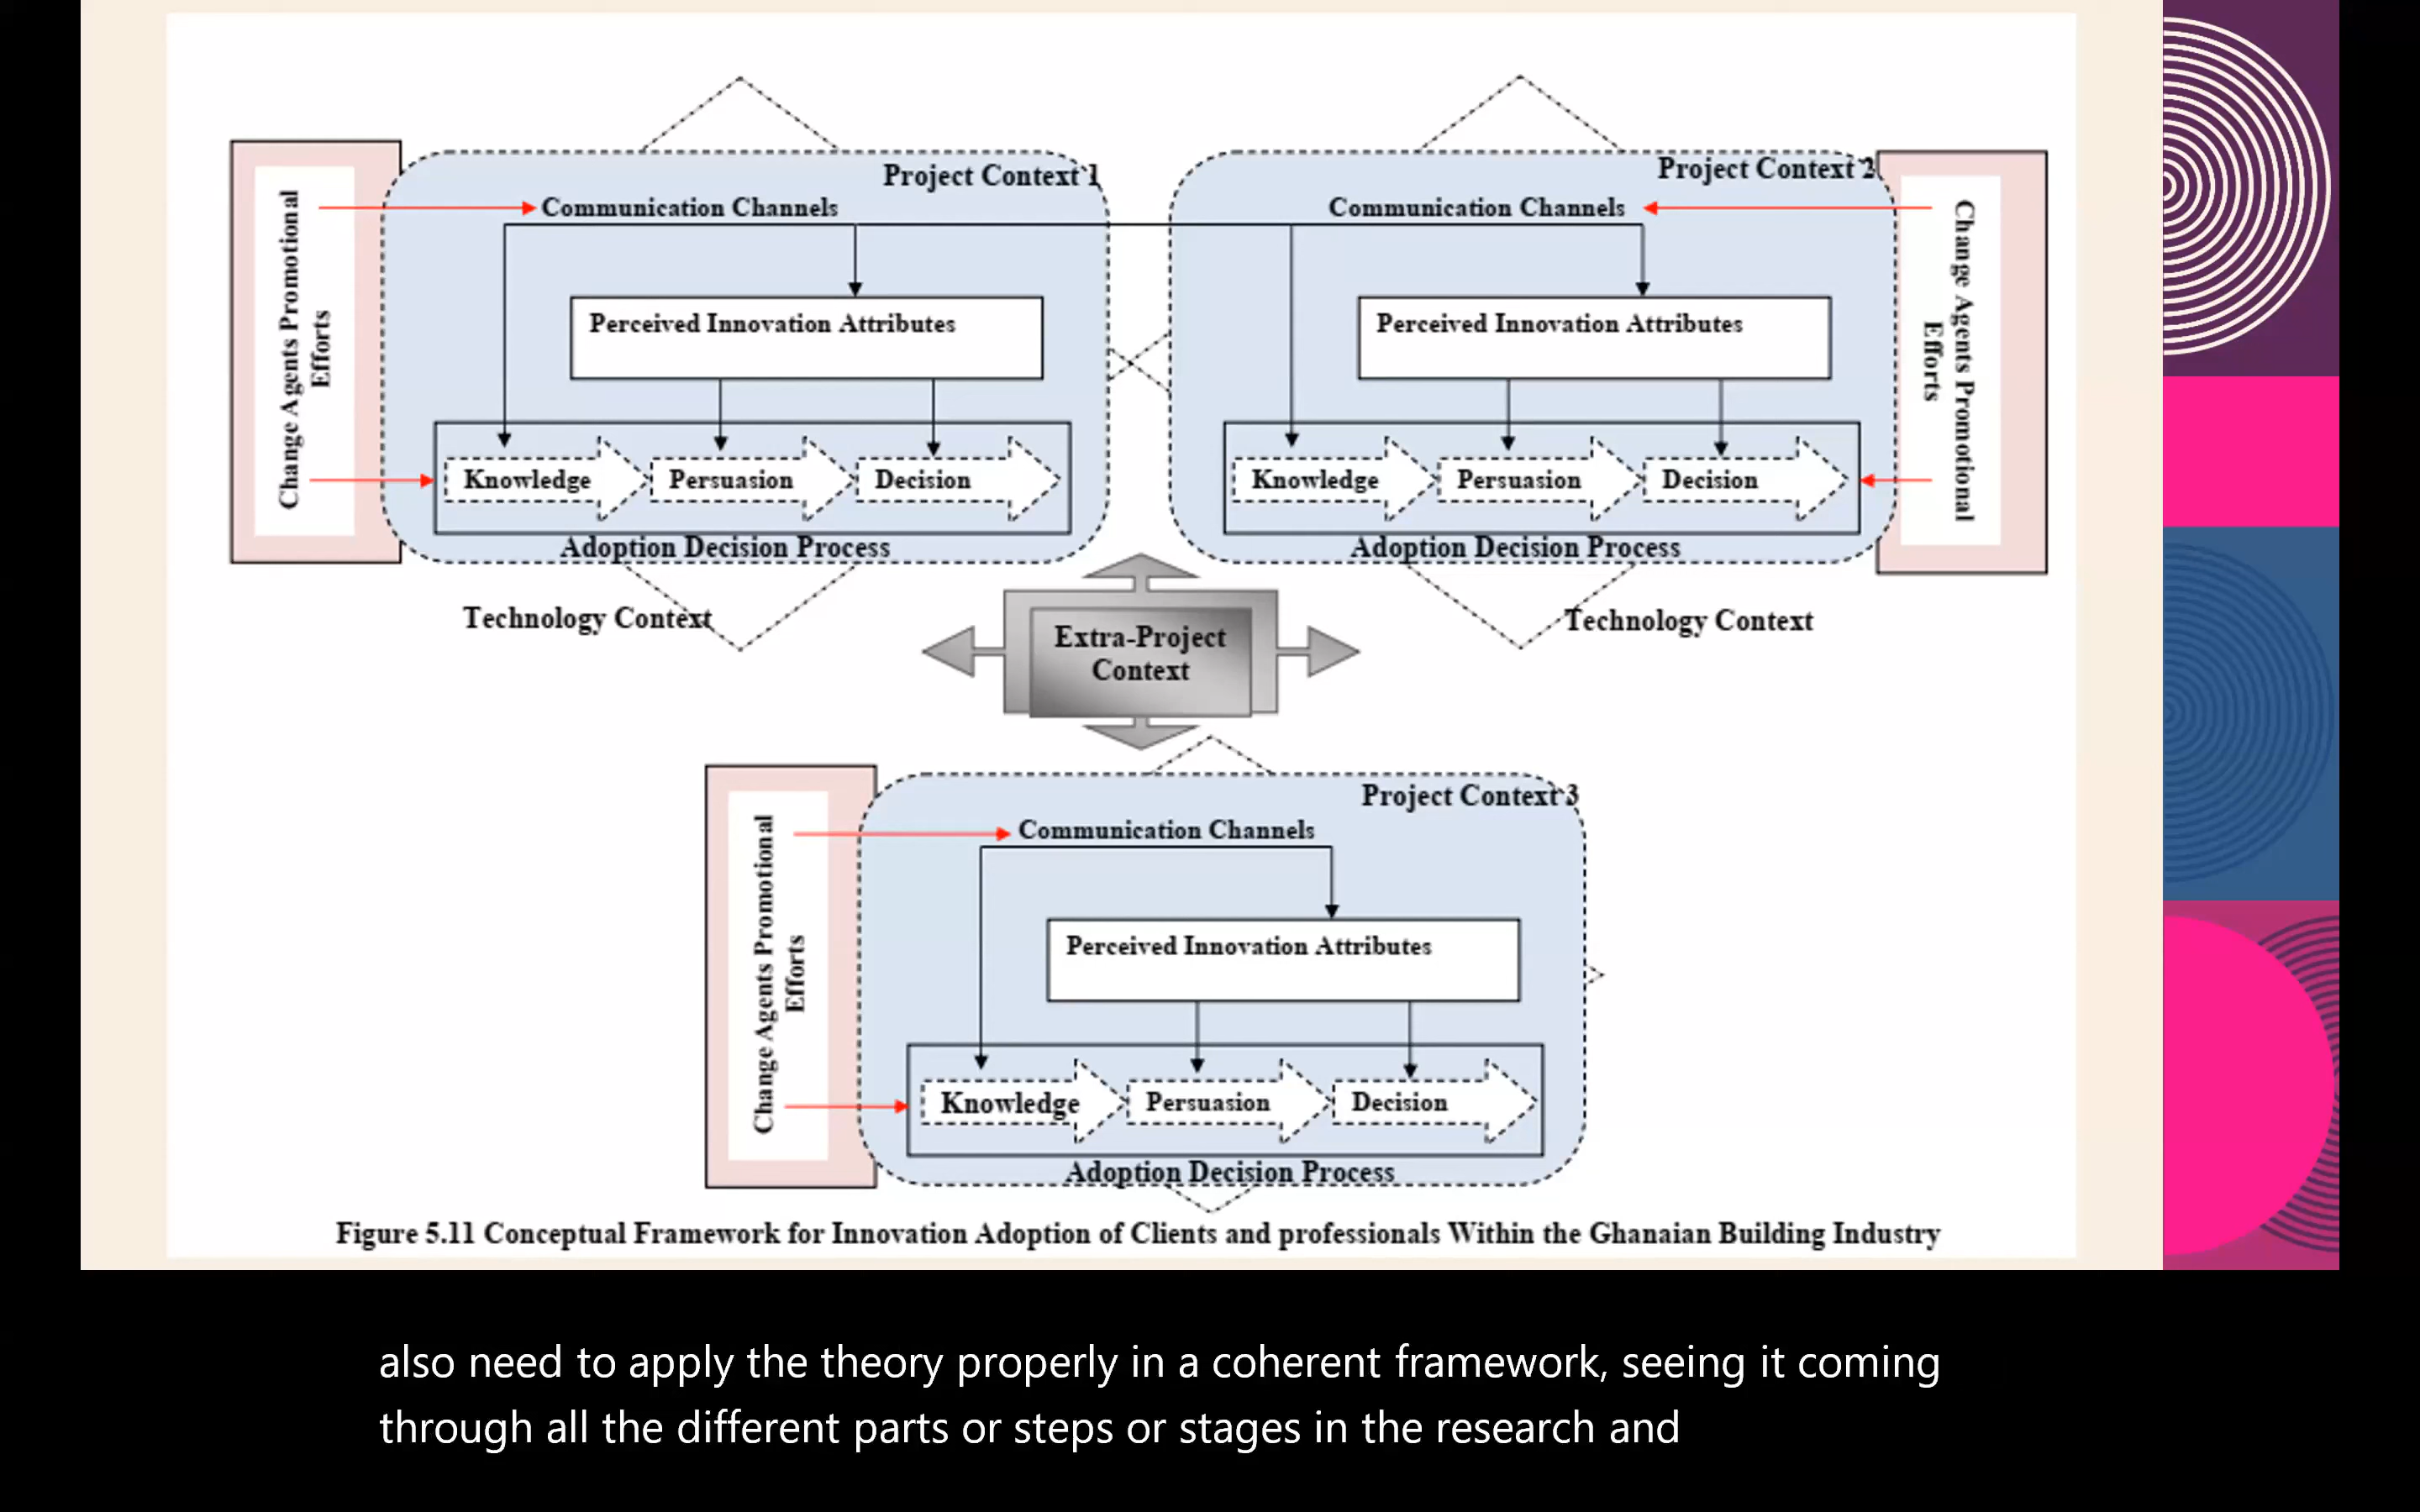 Project Context 1
Change Agents Promotional
Efforts
Communication Channels
Perceived Innovation Attributes
Knowledge
Persuasion
Decision
Adoption Decision Process
Technology Context
Project Context 2
Communication Channels
Change Agents Promotional
Efforts
Perceived Innovation Attributes
Knowledge
Persuasion
Decision
Adoption Decision Process
Technology Context
Extra-Project
Context
Project Context 3
Change Agents Promotional
Efforts
Communication Channels
Perceived Innovation Attributes
Knowledge
Persuasion
Decision
Adoption Decision Process
Figure 5.11 Conceptual Framework for Innovation Adoption of Clients and professionals Within the Ghanaian Building Industry
also need to apply the theory properly in a coherent framework, seeing it coming
through all the different parts or steps or stages in the research and